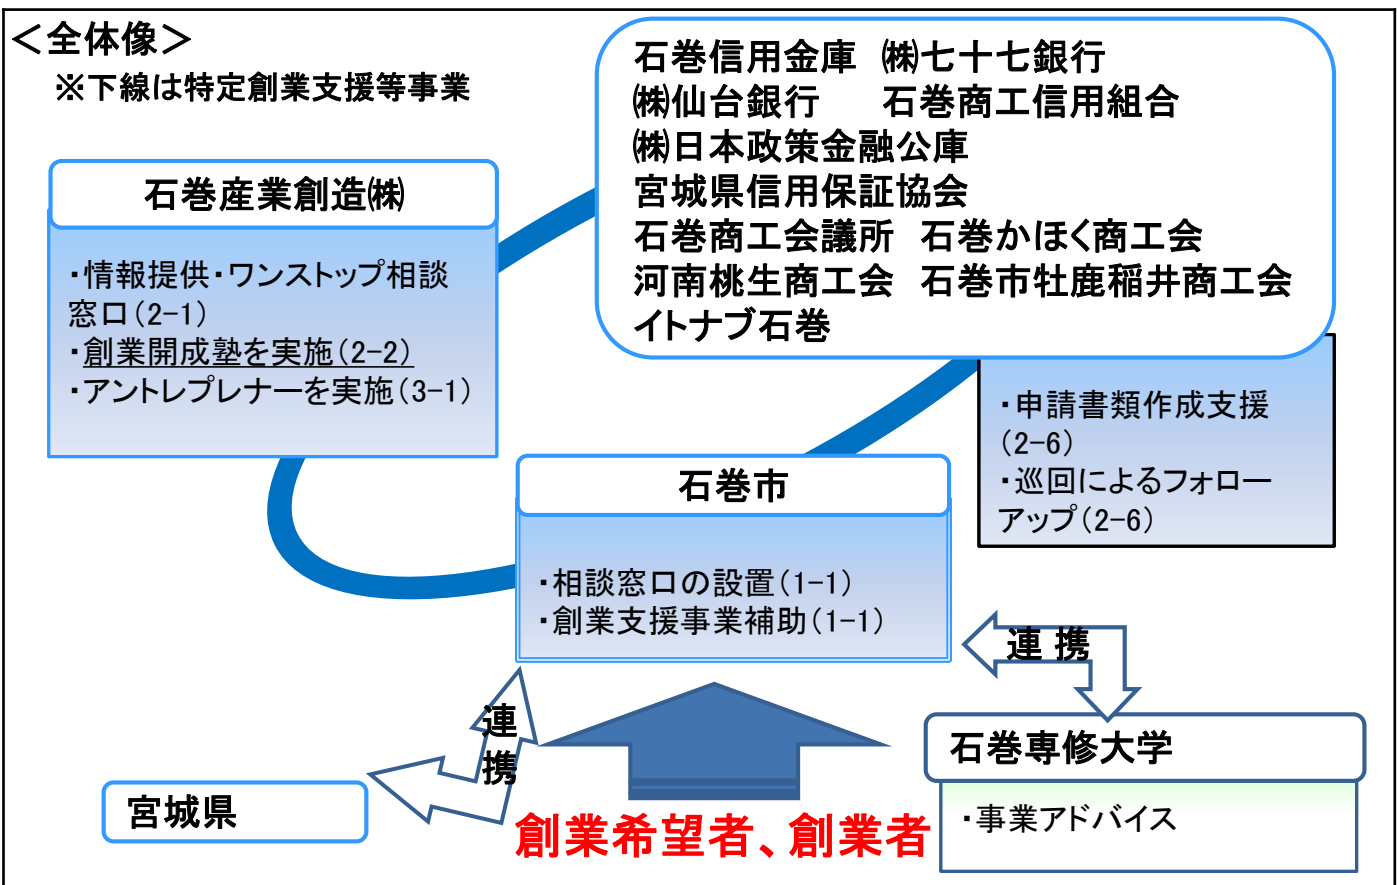 ＜全体像＞
※下線は特定創業支援等事業
石巻信用金庫　㈱七十七銀行
㈱仙台銀行　　石巻商工信用組合
㈱日本政策金融公庫
宮城県信用保証協会
石巻商工会議所　石巻かほく商工会
河南桃生商工会　石巻市牡鹿稲井商工会
イトナブ石巻
石巻産業創造㈱
・情報提供・ワンストップ相談
窓口（2-1）
・創業開成塾を実施（2-2）
・アントレプレナーを実施（3-1）
・申請書類作成支援
（2-6）
・巡回によるフォロー
アップ（2-6）
石巻市
・相談窓口の設置（1-1）
・創業支援事業補助（1-1）
連 携
連
携
石巻専修大学
・事業アドバイス
宮城県
創業希望者、創業者